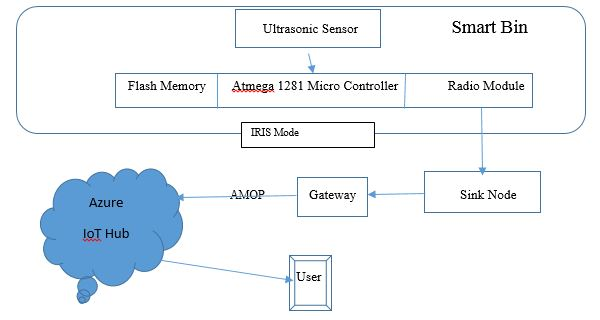 Ultrasonic Sensor
Smart Bin
Flash Memory
Atmega 1281 Micro Controller
Radio Module
IRIS Mode
Azure
IoT Hub
AMOP
Gateway
Sink Node
User